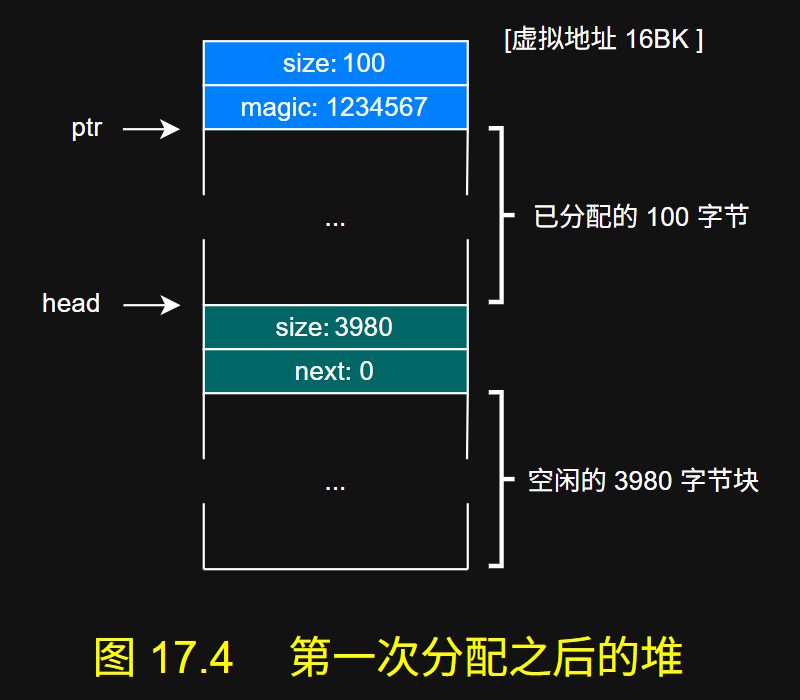 [虚拟地址 16BK ]
size: 100
magic: 1234567
ptr
...
已分配的 100 字节
head
size: 3980
next: 0
...
空闲的 3980 字节块
图 17.4 第一次分配之后的堆